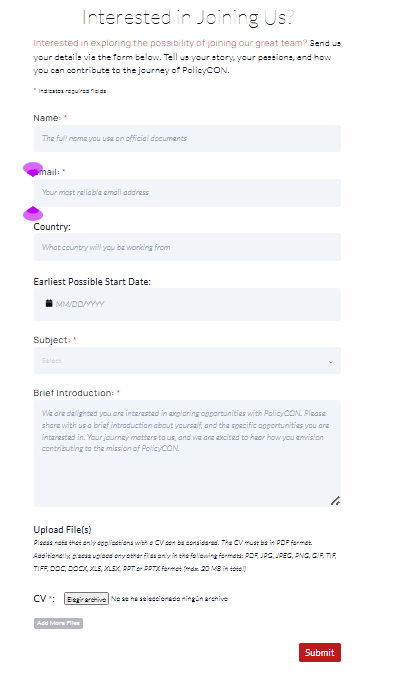 Interested in Joining Us?
Interested in exploring the possibility of joining our great team? Send us
your details via the form below. Tell us your story, your passions, and how
you can contribute to the journey of PolicyCON.
* Indicates required fields
Name: *
The full name you use on official documents
mail: *
Your most reliable email address
Country:
What country will you be working from
Earliest Possible Start Date:
MM/DD/YYYY
Subject: *
Select
Brief Introduction: *
We are delighted you are interested in exploring opportunities with PolicyCON. Please
share with us a brief introduction about yourself, and the specific opportunities you are
interested in. Your journey matters to us, and we are excited to hear how you envision
contributing to the mission of PolicyCON.
Upload File(s)
Please note that only applications with a CV can be considered. The CV must be in PDF format.
Additionally, please upload any other files only in the following formats: PDF, JPG, JPEG, PNG, GIF, TIF,
TIFF, DOC, DOCX, XLS, XLSX, PPT or PPTX format (max. 20 MB in total)
CV *: Elegir archivo No se ha seleccionado ningún archivo
Add More Files
Submit